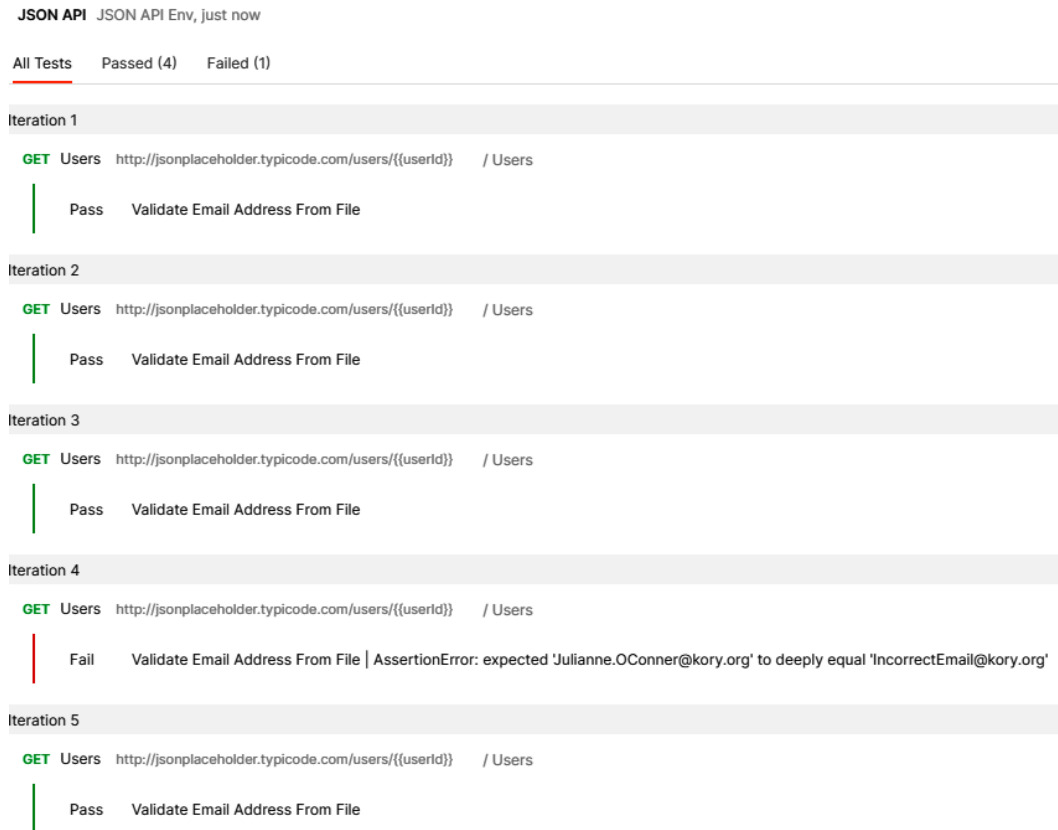 JSON API JSON API Env, just now
All Tests Passed (4) Failed (1)
Iteration 1
GET Users http://jsonplaceholder.typicode.com/users/{{userId}} / Users
Pass Validate Email Address From File
Iteration 2
GET Users http://jsonplaceholder.typicode.com/users/{{userId}} / Users
Pass Validate Email Address From File
Iteration 3
GET Users http://jsonplaceholder.typicode.com/users/{{userId}} / Users
Pass Validate Email Address From File
Iteration 4
GET Users http://jsonplaceholder.typicode.com/users/{{userId}} / Users
Fail Validate Email Address From File | AssertionError: expected 'Julianne.OConner@kory.org' to deeply equal 'IncorrectEmail@kory.org'
Iteration 5
GET Users http://jsonplaceholder.typicode.com/users/{{userId}} / Users
Pass Validate Email Address From File